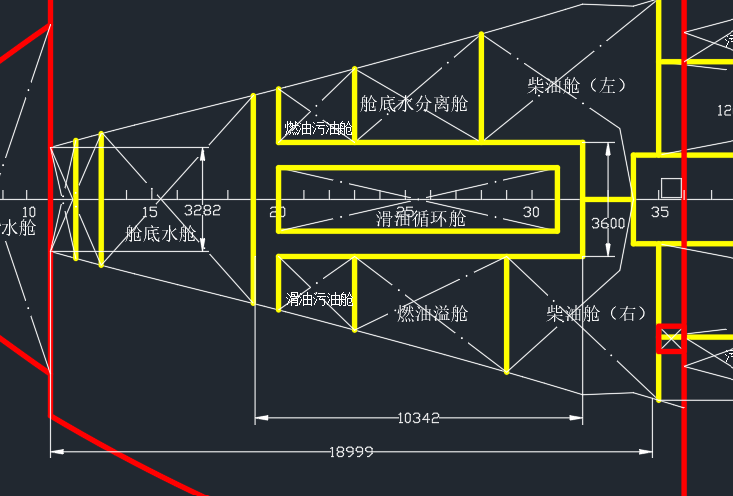 柴油舱（左）
舱底水分离舱
燃油污油舱
12
10
15
3282
20
25
30
35
水舱
舱底水舱
滑油循环舱
3600
滑油污油舱
燃油溢舱
柴油舱（右）
10342
18999